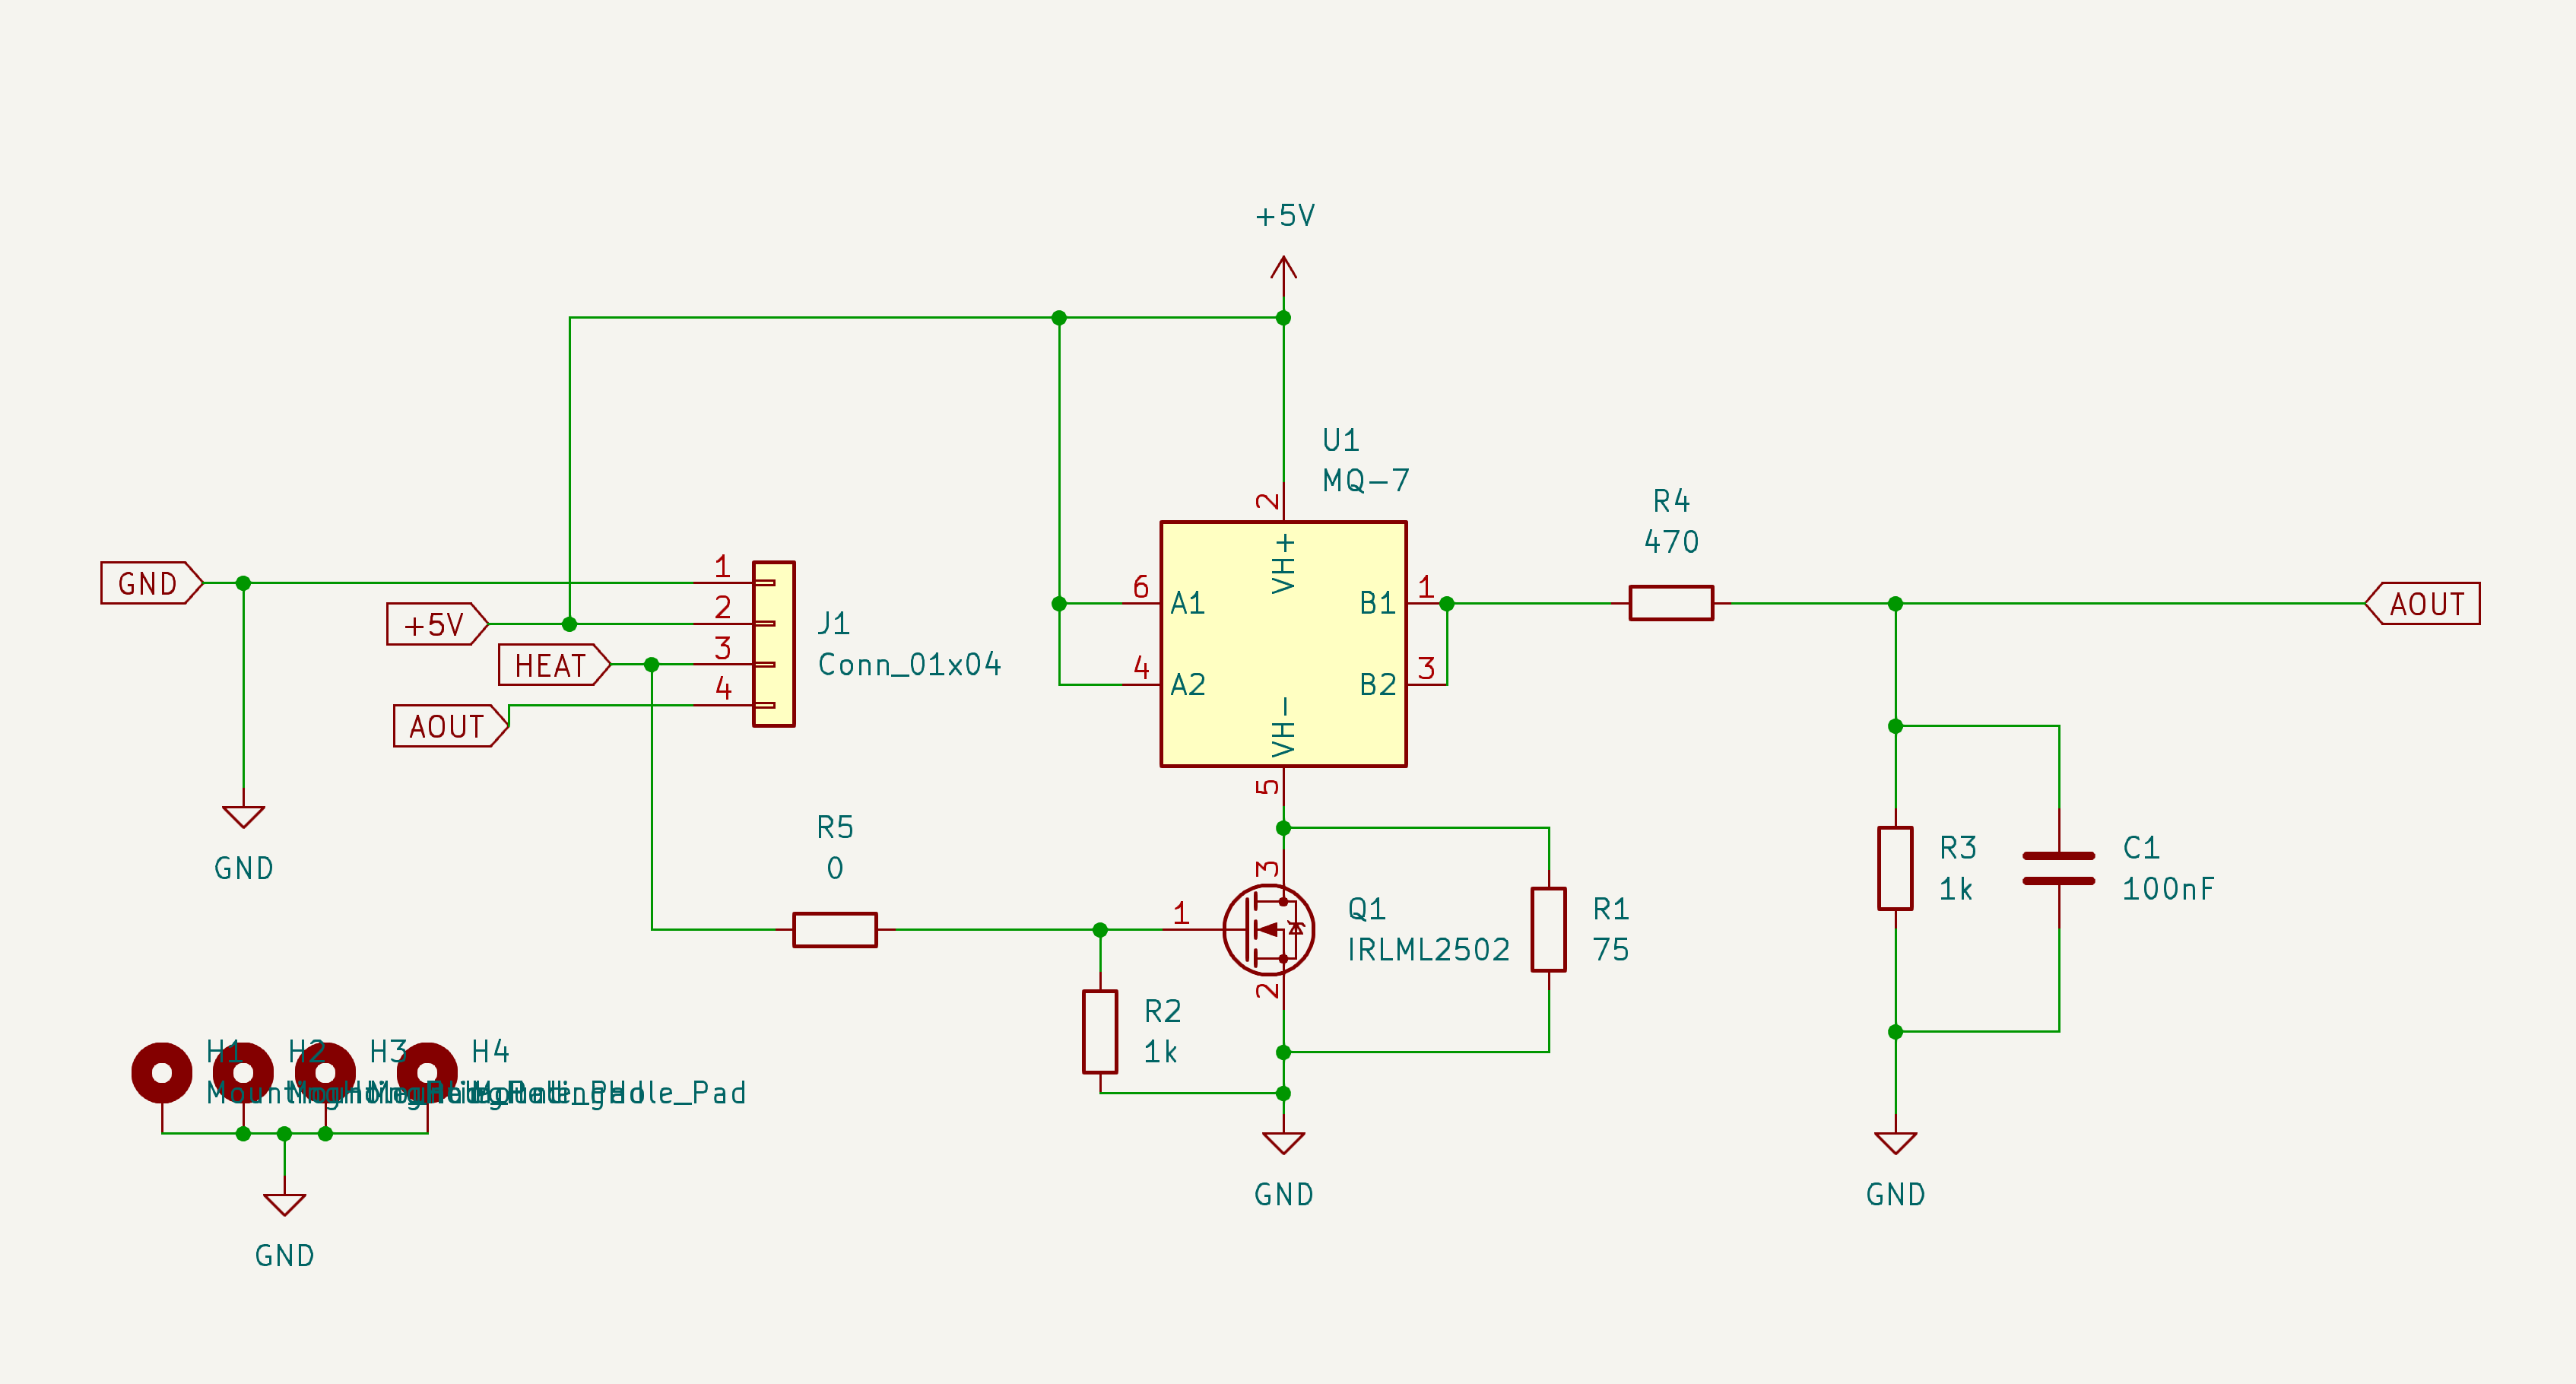 +5V
U1
MQ-7
2
VH+
6
A1
4
A2
B1
1
B2
3
VH-
5
R4
470
GND
+5V
HEAT
AOUT
1
2
3
4
J1
Conn_01x04
AOUT
GND
R5
0
1
3
2
Q1
IRLML2502
R1
75
R2
1k
GND
R3
1k
C1
100nF
GND
H1
H2
H3
H4
GND